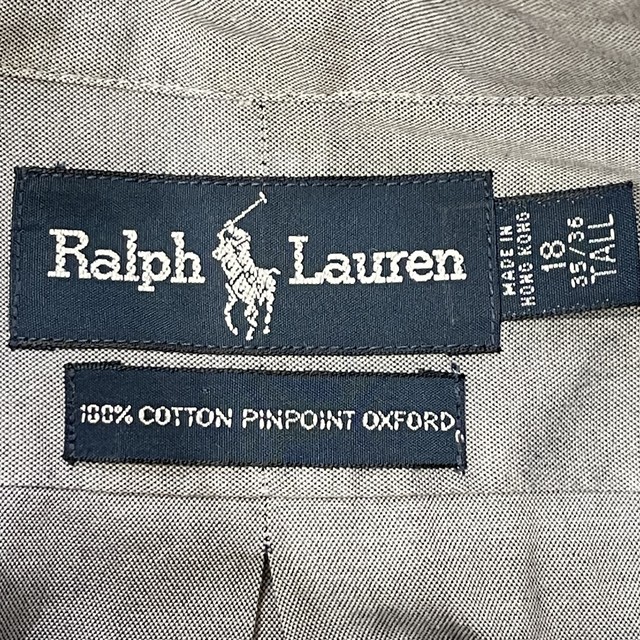 Ralph Lauren
100% COTTON PINPOINT OXFORD
MADE IN
HONG KONG
18
35/36
TALL